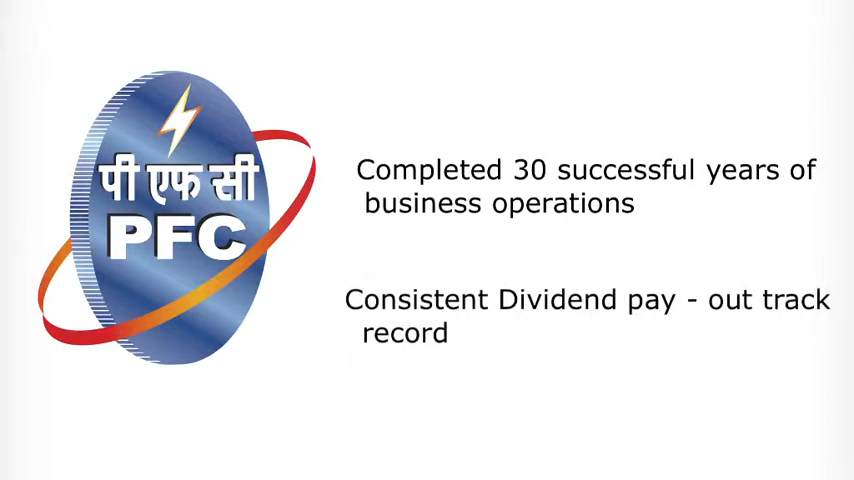 पी एफ सी
PFC
Completed 30 successful years of
business operations
Consistent Dividend pay - out track
record